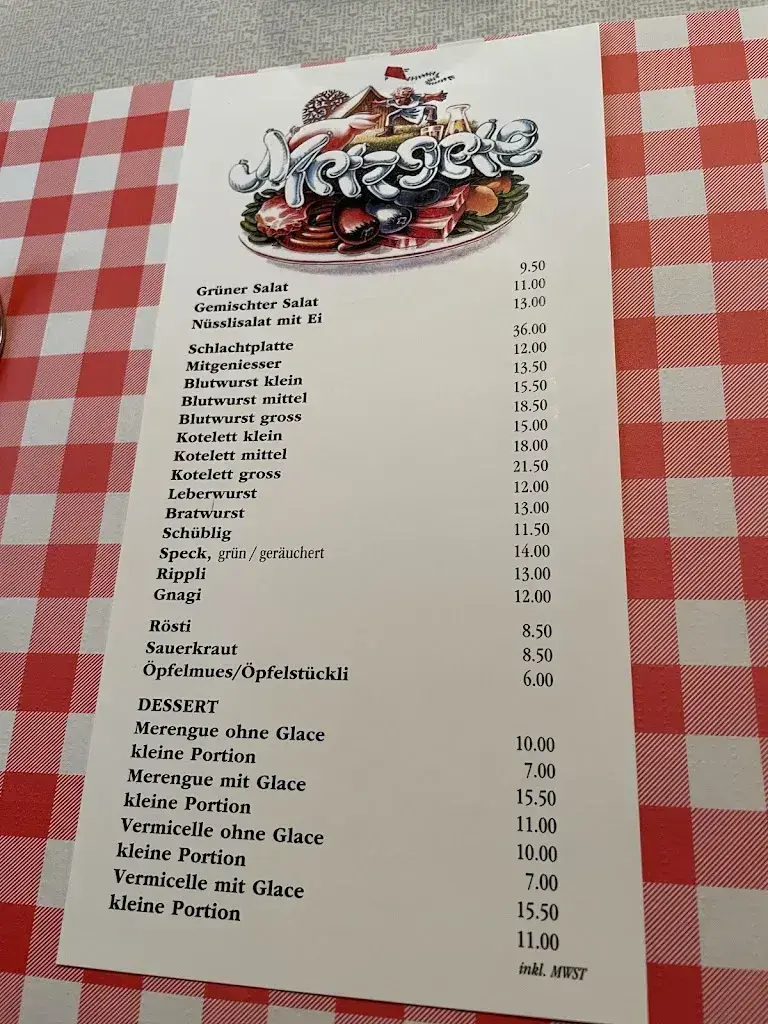 Metzgete
Grüner Salat 9.50
Gemischter Salat 11.00
Nüsslisalat mit Ei 13.00
Schlachtplatte 36.00
Mitgeniesser 12.00
Blutwurst klein 13.50
Blutwurst mittel 15.50
Blutwurst gross 18.50
Kotelett klein 15.00
Kotelett mittel 18.00
Kotelett gross 21.50
Leberwurst 12.00
Bratwurst 13.00
Schüblig 11.50
Speck, grün / geräuchert 14.00
Rippli 13.00
Gnagi 12.00
Rösti 8.50
Sauerkraut 8.50
Öpfelmues/Öpfelstückli 6.00
DESSERT
Merengue ohne Glace 10.00
kleine Portion 7.00
Merengue mit Glace 15.50
kleine Portion 11.00
Vermicelle ohne Glace 10.00
kleine Portion 7.00
Vermicelle mit Glace 15.50
kleine Portion 11.00
inkl. MWST